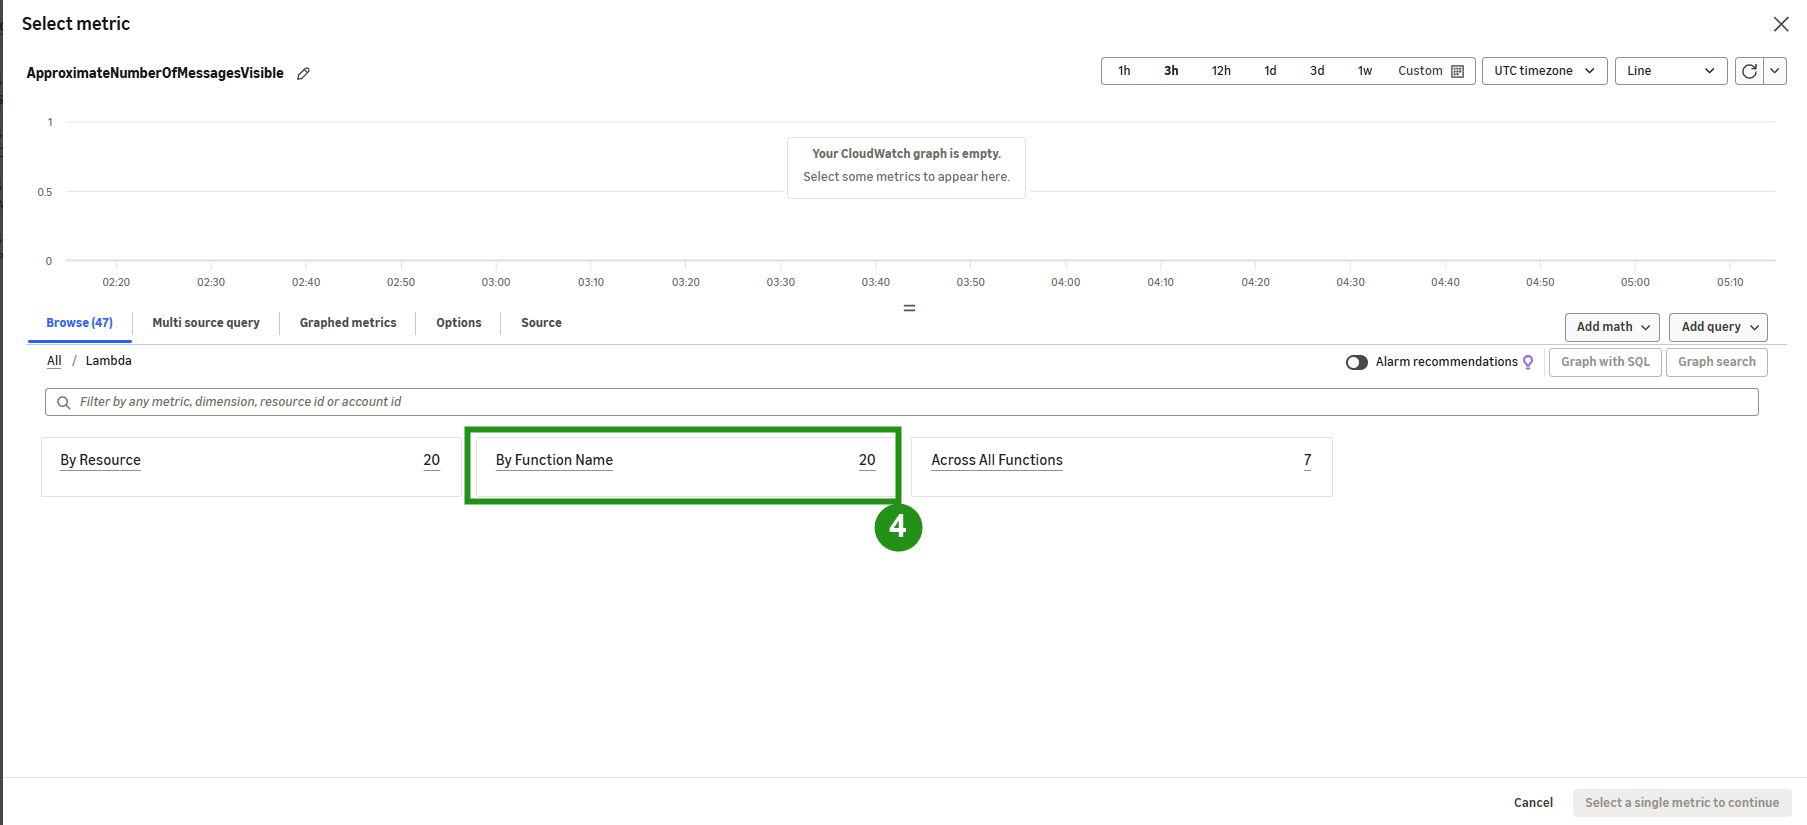 Select metric
ApproximateNumberOfMessagesVisible
1h 3h 12h 1d 3d 1w Custom UTC timezone Line
1
Your CloudWatch graph is empty.
Select some metrics to appear here.
0.5
0
02:20 02:30 02:40 02:50 03:00 03:10 03:20 03:30 03:40 03:50 04:00 04:10 04:20 04:30 04:40 04:50 05:00 05:10
Browse (47) Multi source query Graphed metrics Options Source Add math Add query
All / Lambda Alarm recommendations Graph with SQL Graph search
Filter by any metric, dimension, resource id or account id
By Resource 20 By Function Name 20 Across All Functions 7
4
Cancel Select a single metric to continue